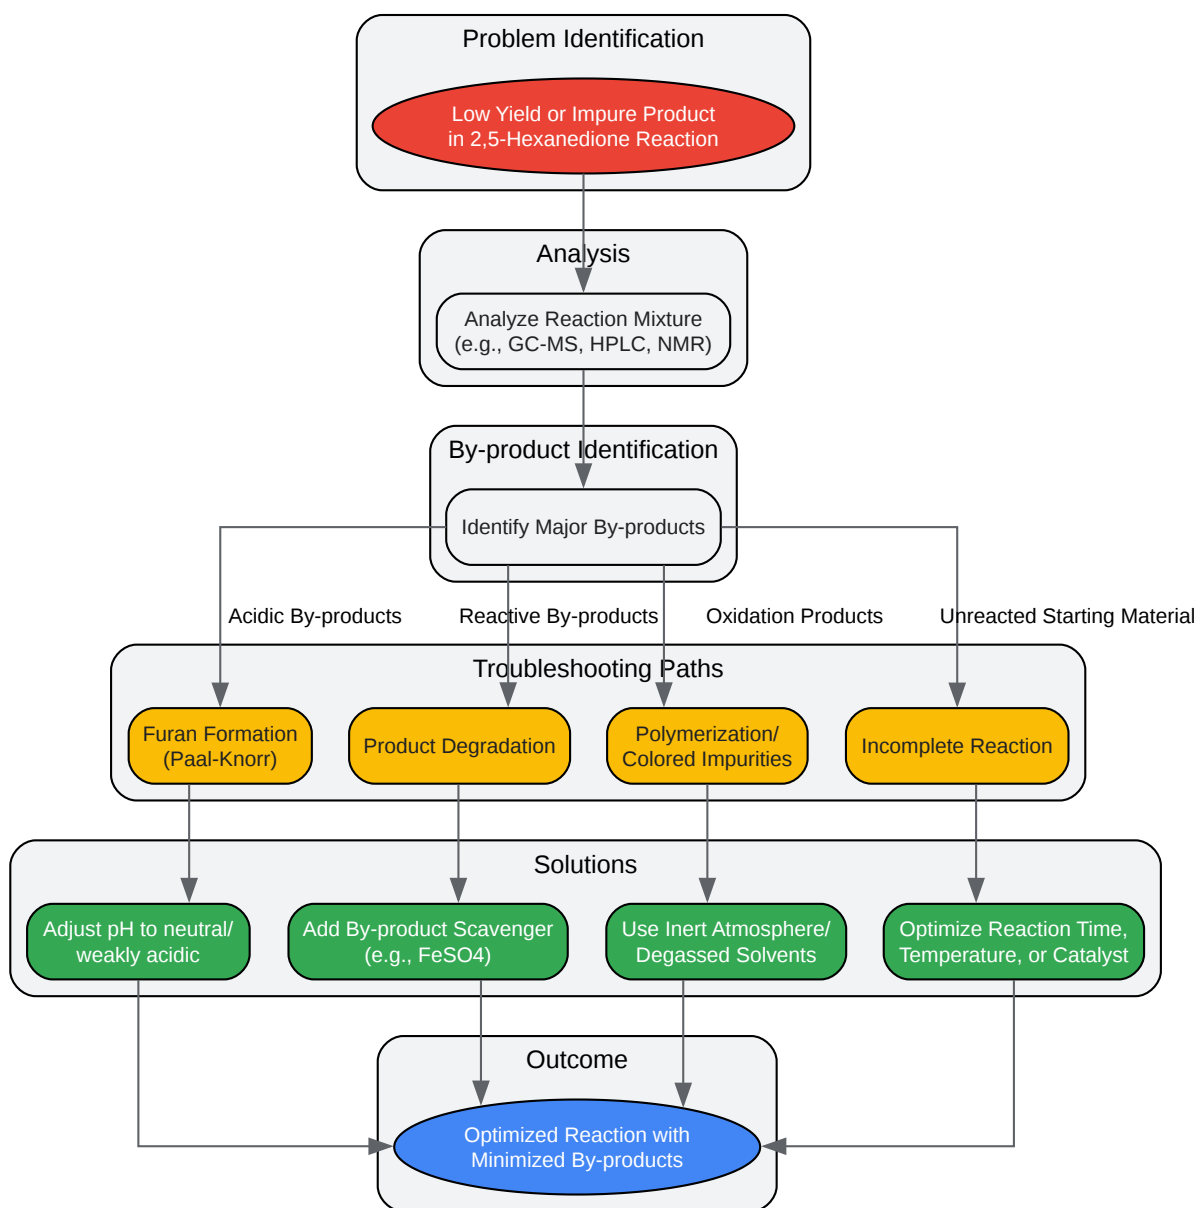 Problem Identification
Low Yield or Impure Product
in 2,5-Hexanedione Reaction
Analysis
Analyze Reaction Mixture
(e.g., GC-MS, HPLC, NMR)
By-product Identification
Identify Major By-products
Acidic By-products
Reactive By-products
Oxidation Products
Unreacted Starting Material
Troubleshooting Paths
Furan Formation
(Paal-Knorr)
Product Degradation
Polymerization/
Colored Impurities
Incomplete Reaction
Solutions
Adjust pH to neutral/
weakly acidic
Add By-product Scavenger
(e.g., FeSO4)
Use Inert Atmosphere/
Degassed Solvents
Optimize Reaction Time,
Temperature, or Catalyst
Outcome
Optimized Reaction with
Minimized By-products